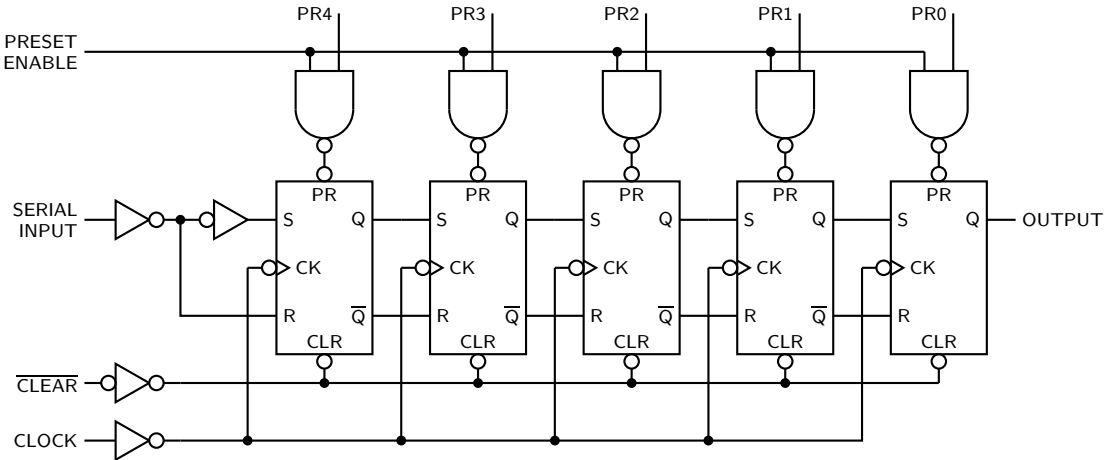 PR4 PR3 PR2 PR1 PR0
PRESET
ENABLE
PR PR PR PR PR
SERIAL
INPUT
S Q S Q S Q S Q S Q OUTPUT
CK CK CK CK CK
R Q̅ R Q̅ R Q̅ R Q̅ R
CLR CLR CLR CLR CLR
C̅L̅E̅A̅R̅
CLOCK